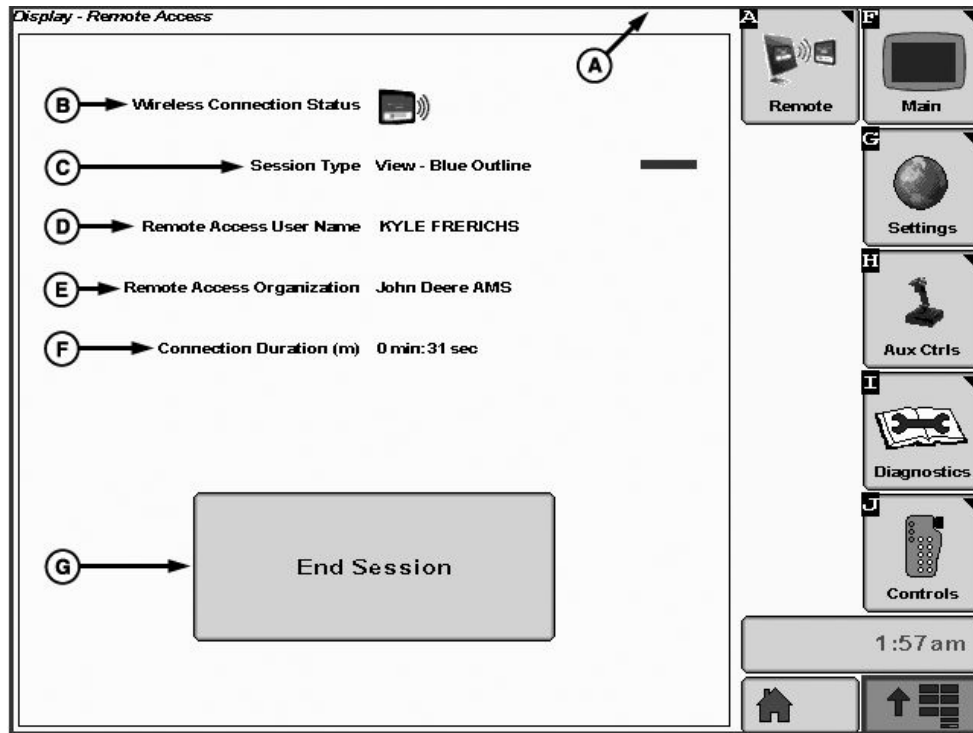 Display - Remote Access
A
B
Wireless Connection Status
C
Session Type View - Blue Outline
D
Remote Access User Name KYLE FRERICHS
E
Remote Access Organization John Deere AMS
F
Connection Duration (m) 0 min:31 sec
G
End Session
A
Remote
F
Main
G
Settings
H
Aux Ctrls
I
Diagnostics
J
Controls
1:57am